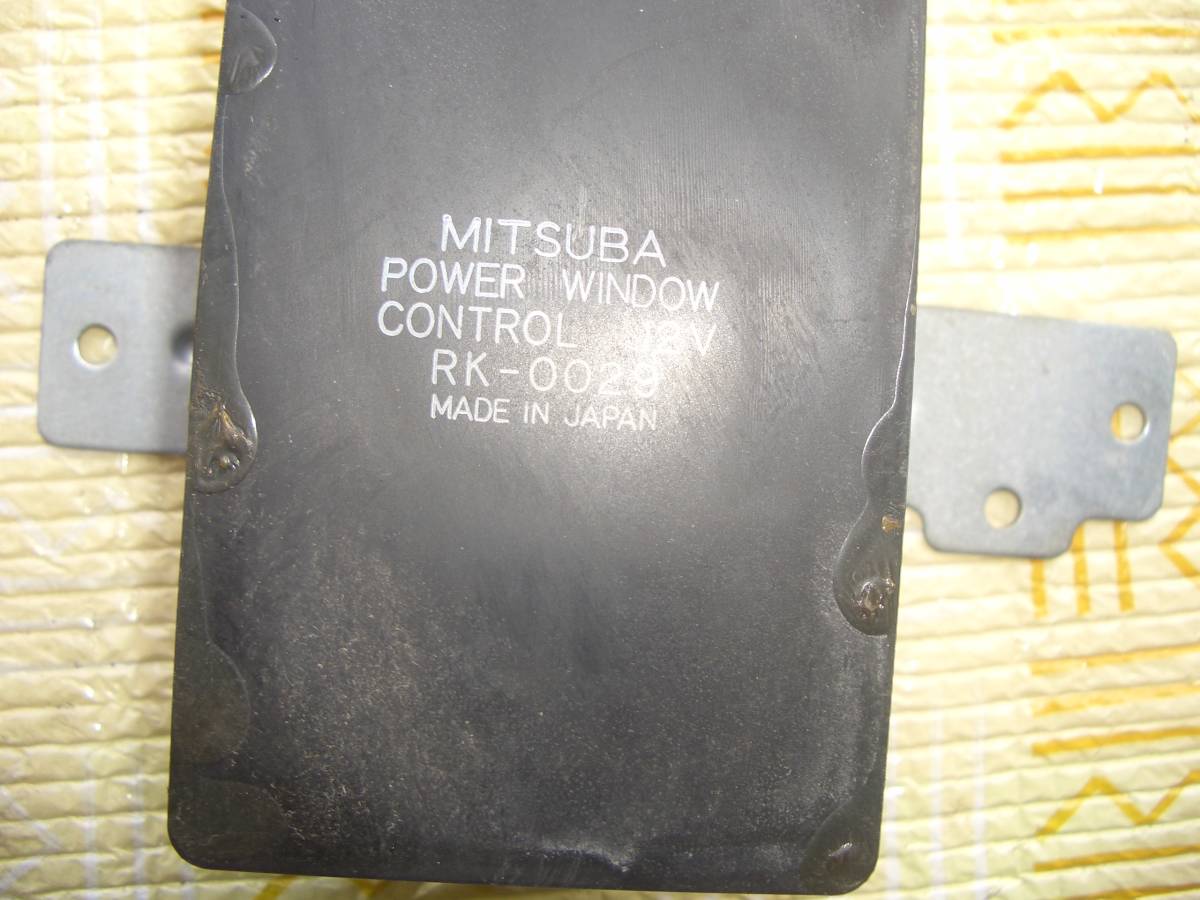 MITSUBA
POWER WINDOW
CONTROL 12V
RK-0029
MADE IN JAPAN